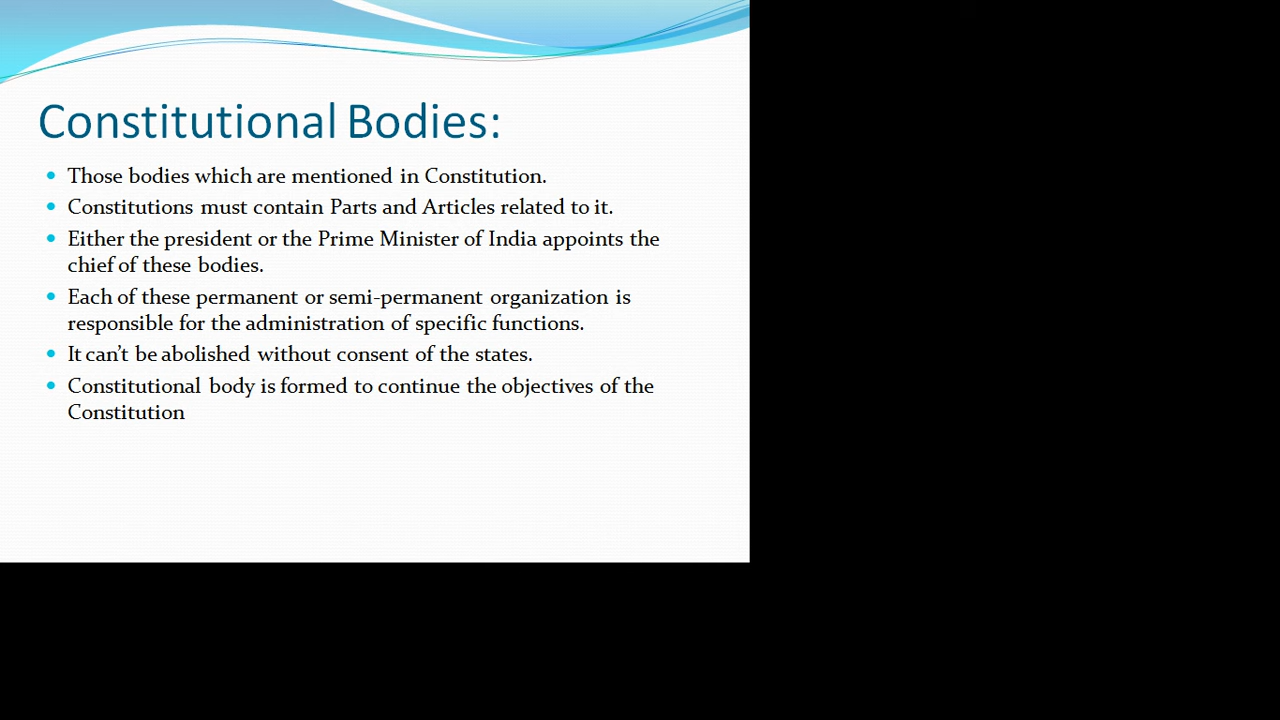 Constitutional Bodies:
• Those bodies which are mentioned in Constitution.
• Constitutions must contain Parts and Articles related to it.
• Either the president or the Prime Minister of India appoints the
chief of these bodies.
• Each of these permanent or semi-permanent organization is
responsible for the administration of specific functions.
• It can’t be abolished without consent of the states.
• Constitutional body is formed to continue the objectives of the
Constitution